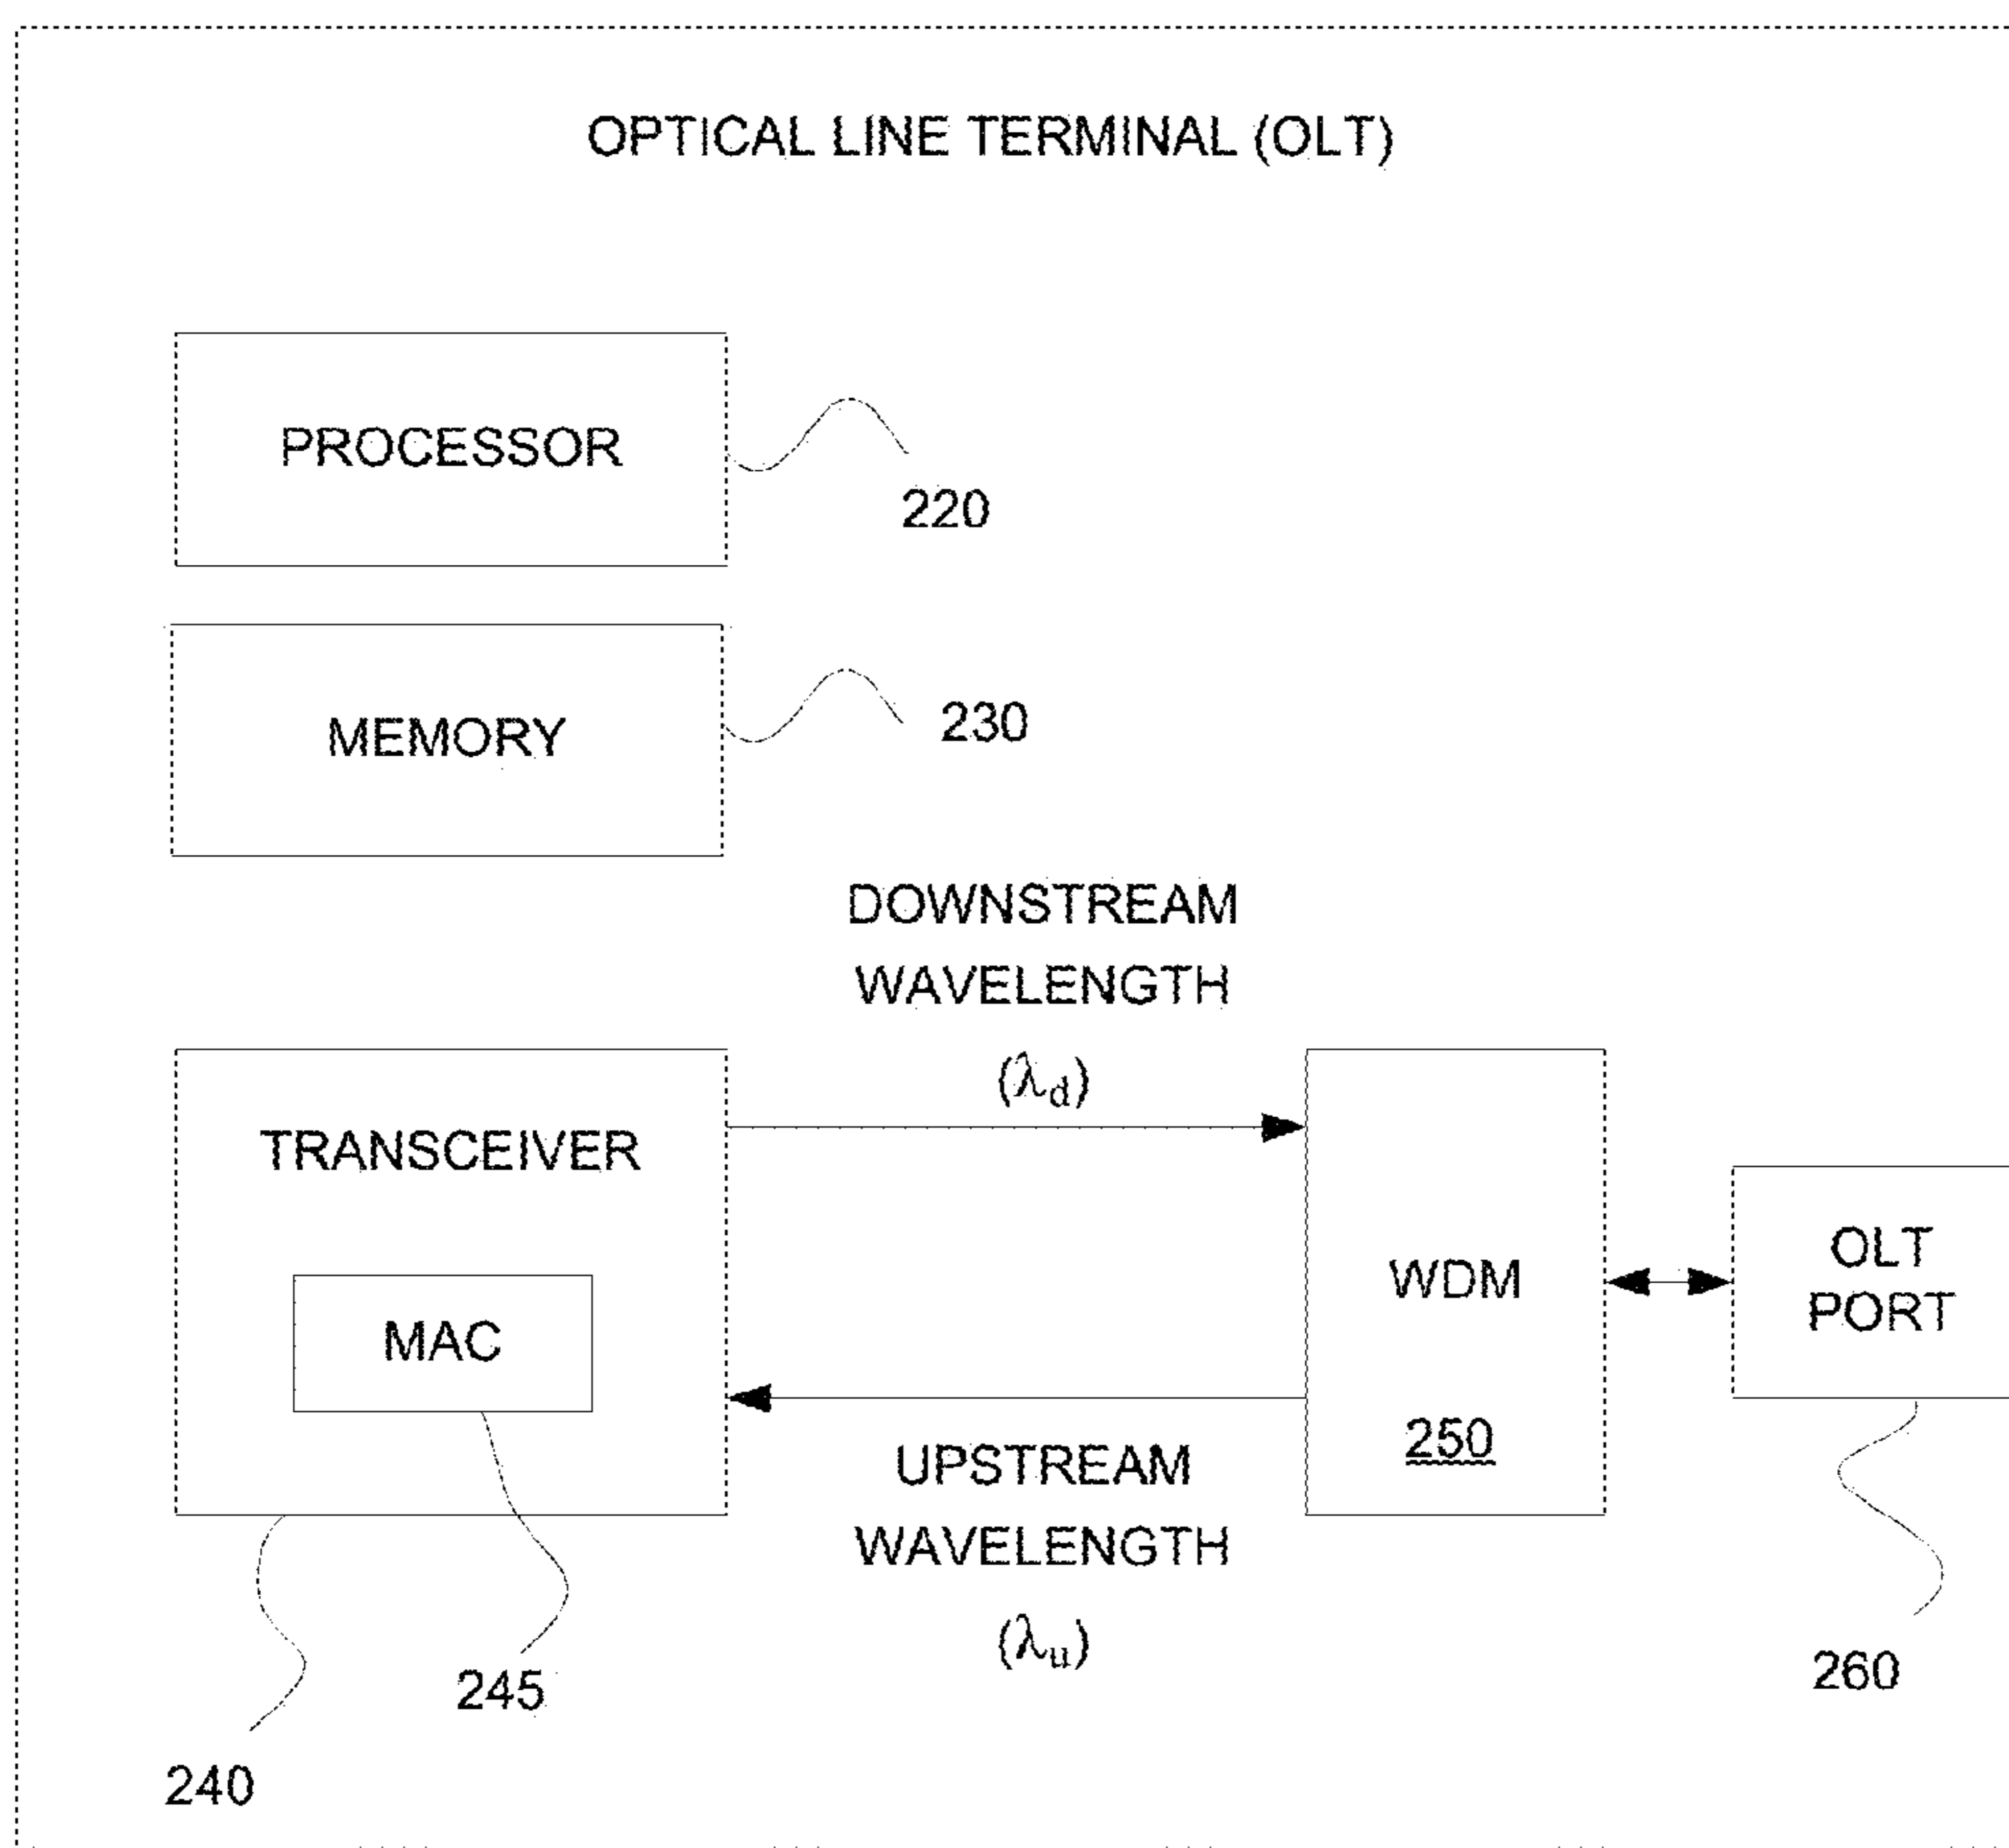 OPTICAL LINE TERMINAL (OLT)
PROCESSOR
220
MEMORY
230
DOWNSTREAM
WAVELENGTH
(λd)
TRANSCEIVER
MAC
WDM
250
OLT
PORT
UPSTREAM
WAVELENGTH
(λu)
245
240
260